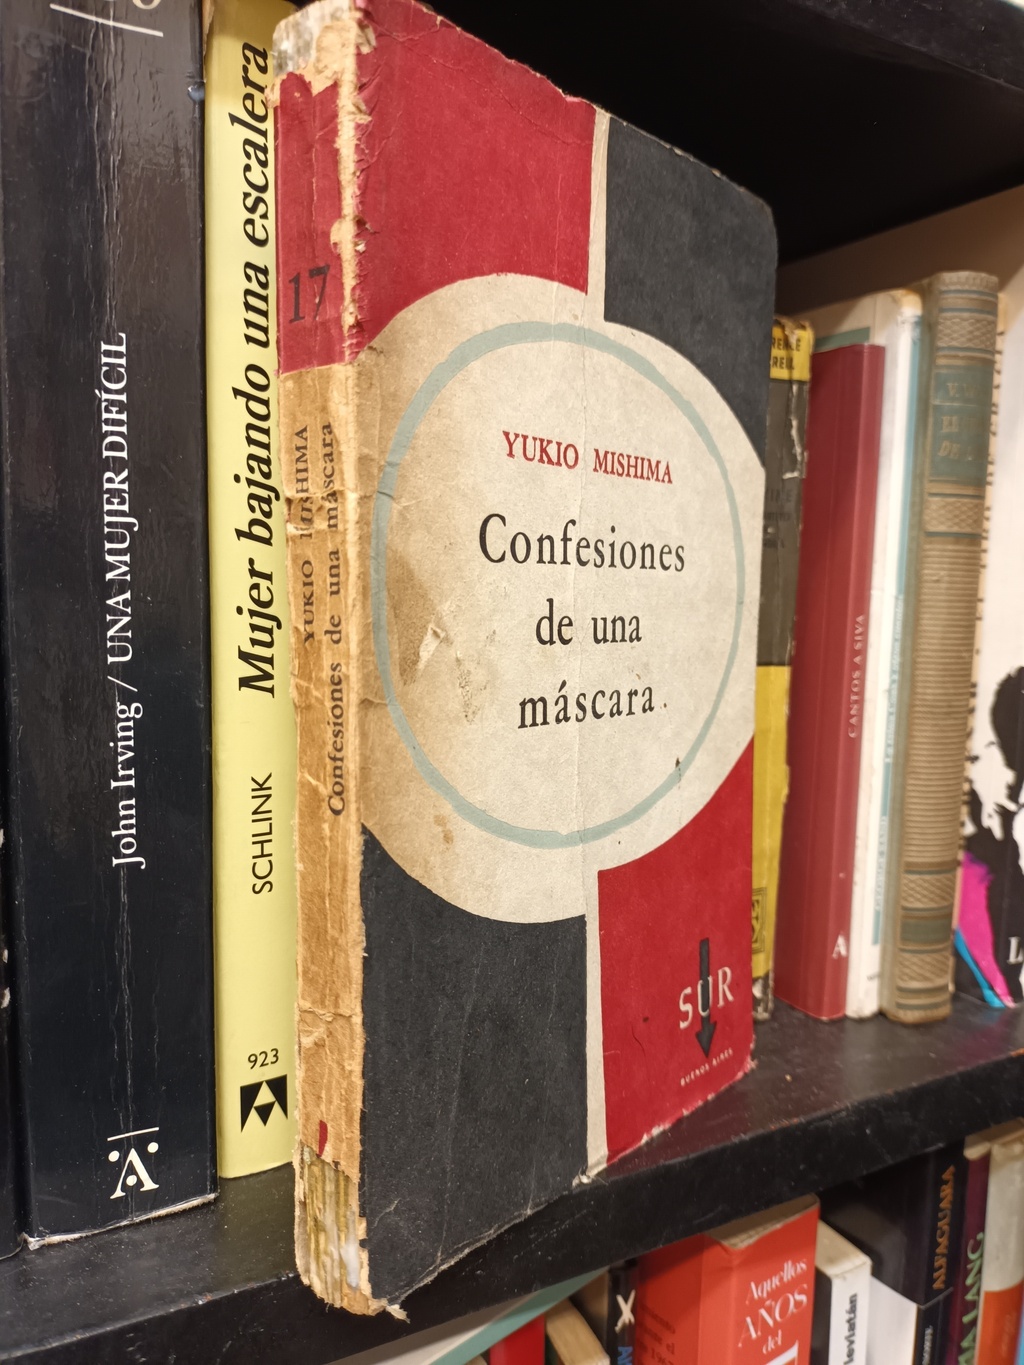 John Irving / UNA MUJER DIFÍCIL
Mujer bajando una escalera
SCHLINK
923
17
YUKIO MISHIMA
Confesiones de una máscara
YUKIO MISHIMA
Confesiones
de una
máscara
SUR
BUENOS AIRES
CANTOS A SIVA
A
Aquellos
AÑOS
del
ALFAGUARA